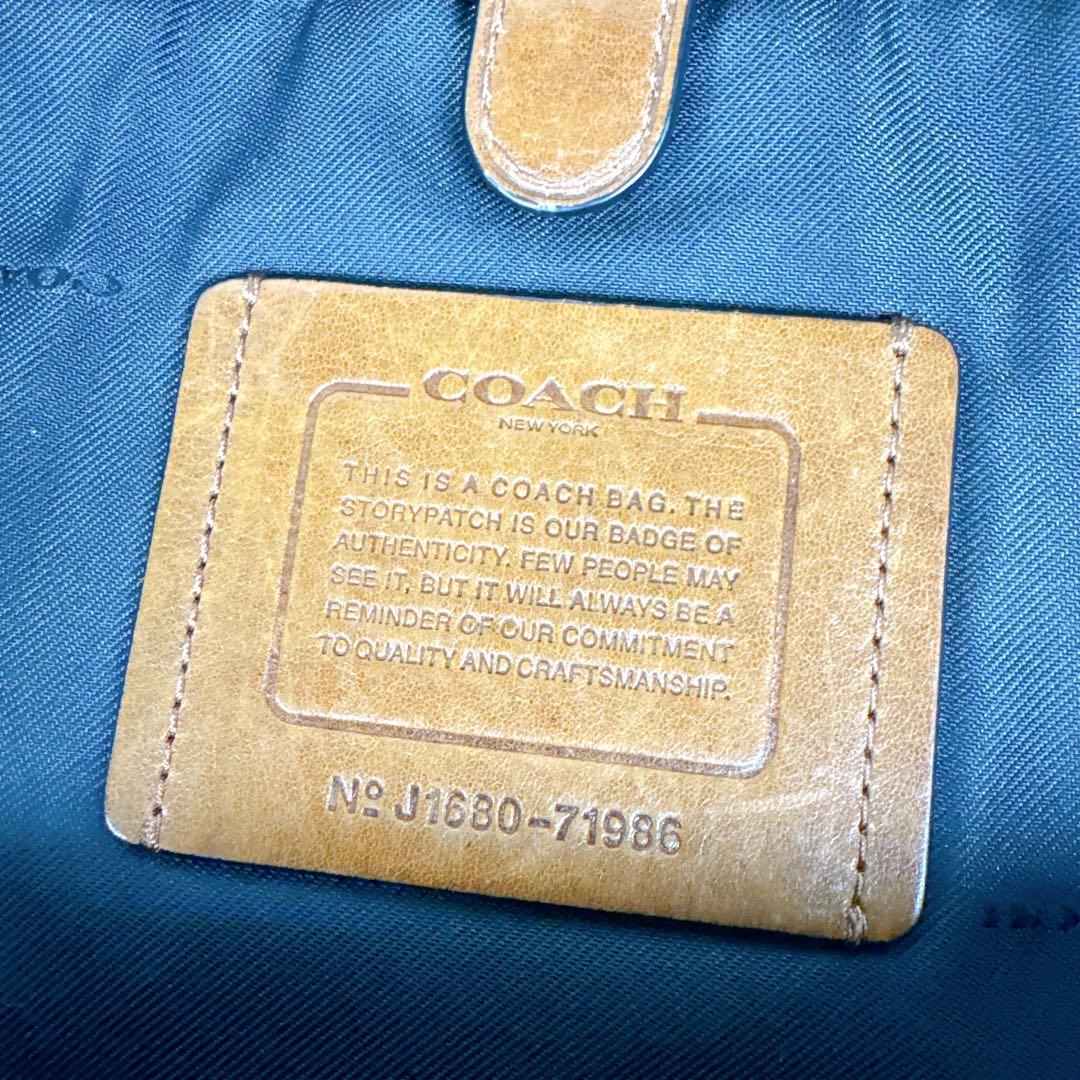 COACH
NEW YORK
THIS IS A COACH BAG. THE
STORYPATCH IS OUR BADGE OF
AUTHENTICITY. FEW PEOPLE MAY
SEE IT, BUT IT WILL ALWAYS BE A
REMINDER OF OUR COMMITMENT
TO QUALITY AND CRAFTSMANSHIP.
Nº J1680-71986